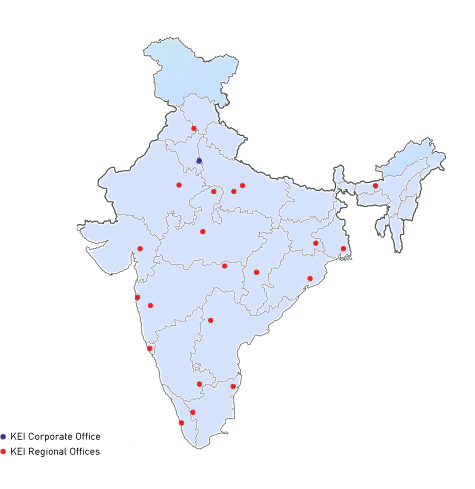 KEI Corporate Office
KEI Regional Offices